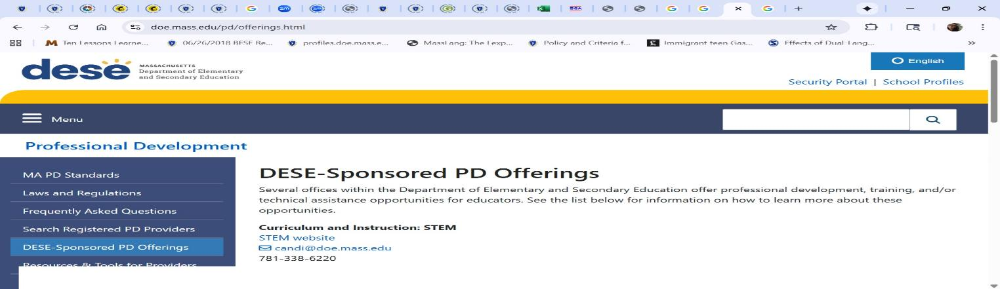 doe.mass.edu/pd/offerings.html
Ten Lessons Learne... 06/26/2018 BESE Re... profiles.doe.mass.e... MassLang: The Lexp... Policy and Criteria f... Immigrant teen Gas... Effects of Dual-Lang...
dese MASSACHUSETTS
Department of Elementary
and Secondary Education
English
Security Portal | School Profiles
Menu
Professional Development
MA PD Standards
Laws and Regulations
Frequently Asked Questions
Search Registered PD Providers
DESE-Sponsored PD Offerings
Resources & Tools for Providers
DESE-Sponsored PD Offerings
Several offices within the Department of Elementary and Secondary Education offer professional development, training, and/or
technical assistance opportunities for educators. See the list below for information on how to learn more about these
opportunities.
Curriculum and Instruction: STEM
STEM website
candi@doe.mass.edu
781-338-6220